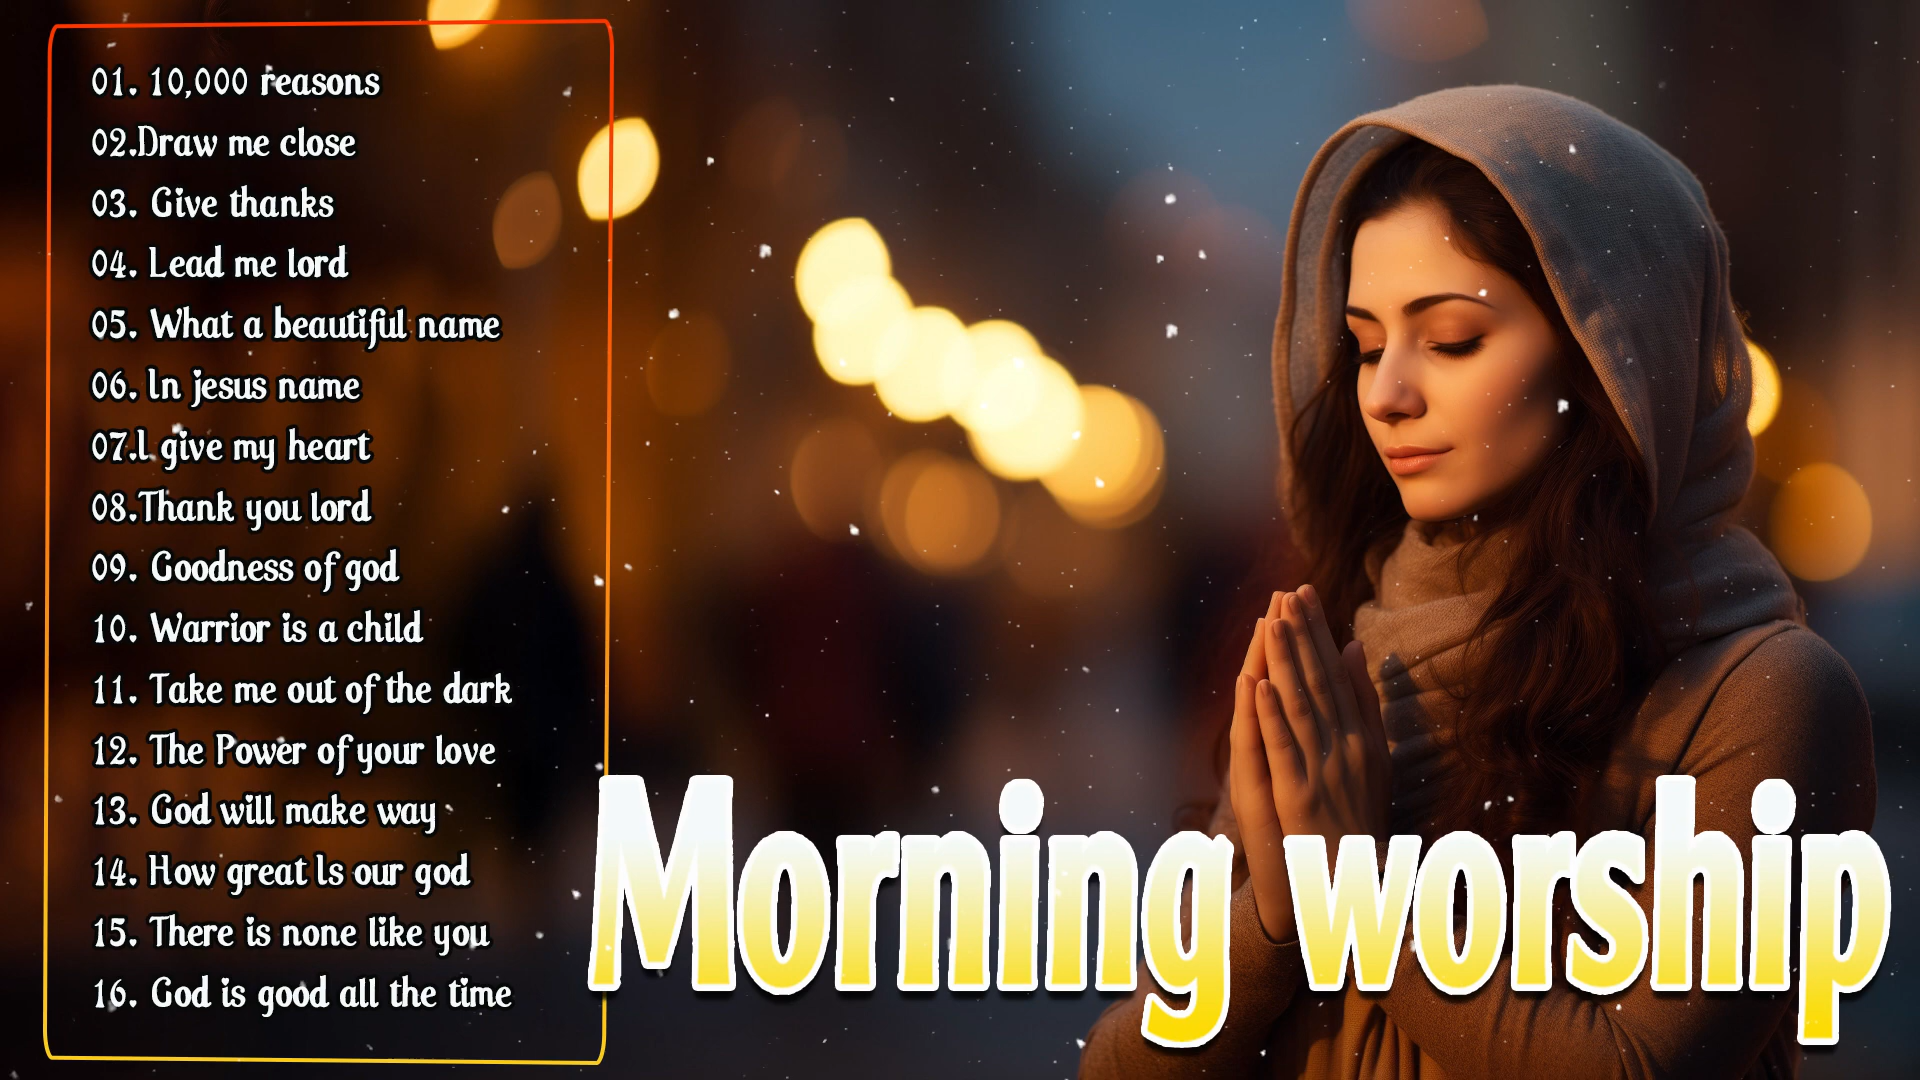 01. 10,000 reasons
02.Draw me close
03. Give thanks
04. Lead me lord
05. What a beautiful name
06. In jesus name
07.I give my heart
08.Thank you lord
09. Goodness of god
10. Warrior is a child
11. Take me out of the dark
12. The Power of your love
13. God will make way
14. How great Is our god
15. There is none like you
16. God is good all the time
Morning worship